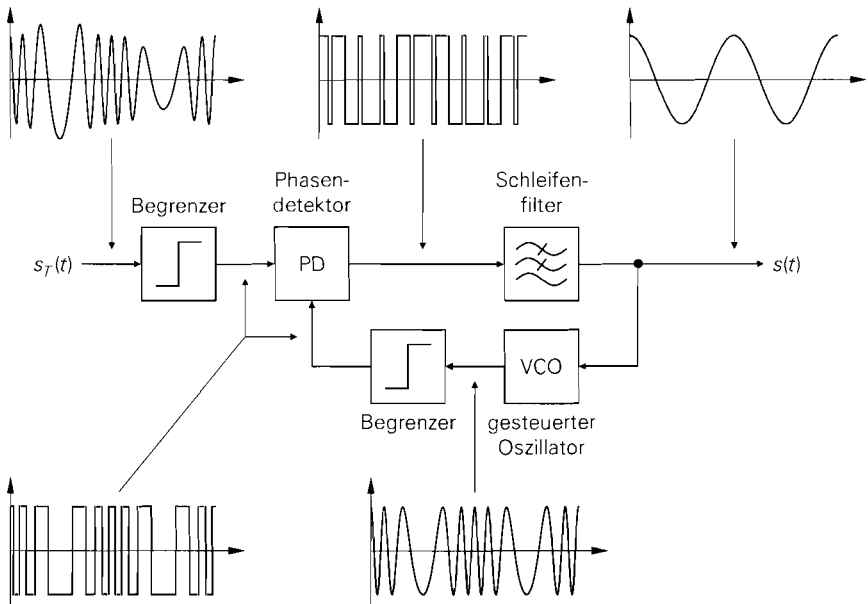 Begrenzer
Phasen-
detektor
Schleifen-
filter
s_T(t)
PD
s(t)
VCO
Begrenzer
gesteuerter
Oszillator